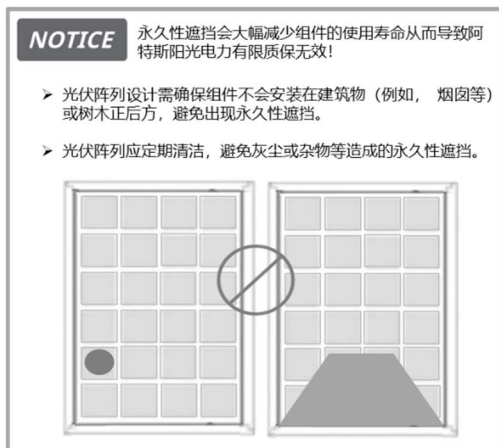 NOTICE
永久性遮挡会大幅减少组件的使用寿命从而导致阿
特斯阳光电力有限质保无效！
➢ 光伏阵列设计需确保组件不会安装在建筑物（例如， 烟囱等）
或树木正后方，避免出现永久性遮挡。
➢ 光伏阵列应定期清洁，避免灰尘或杂物等造成的永久性遮挡。